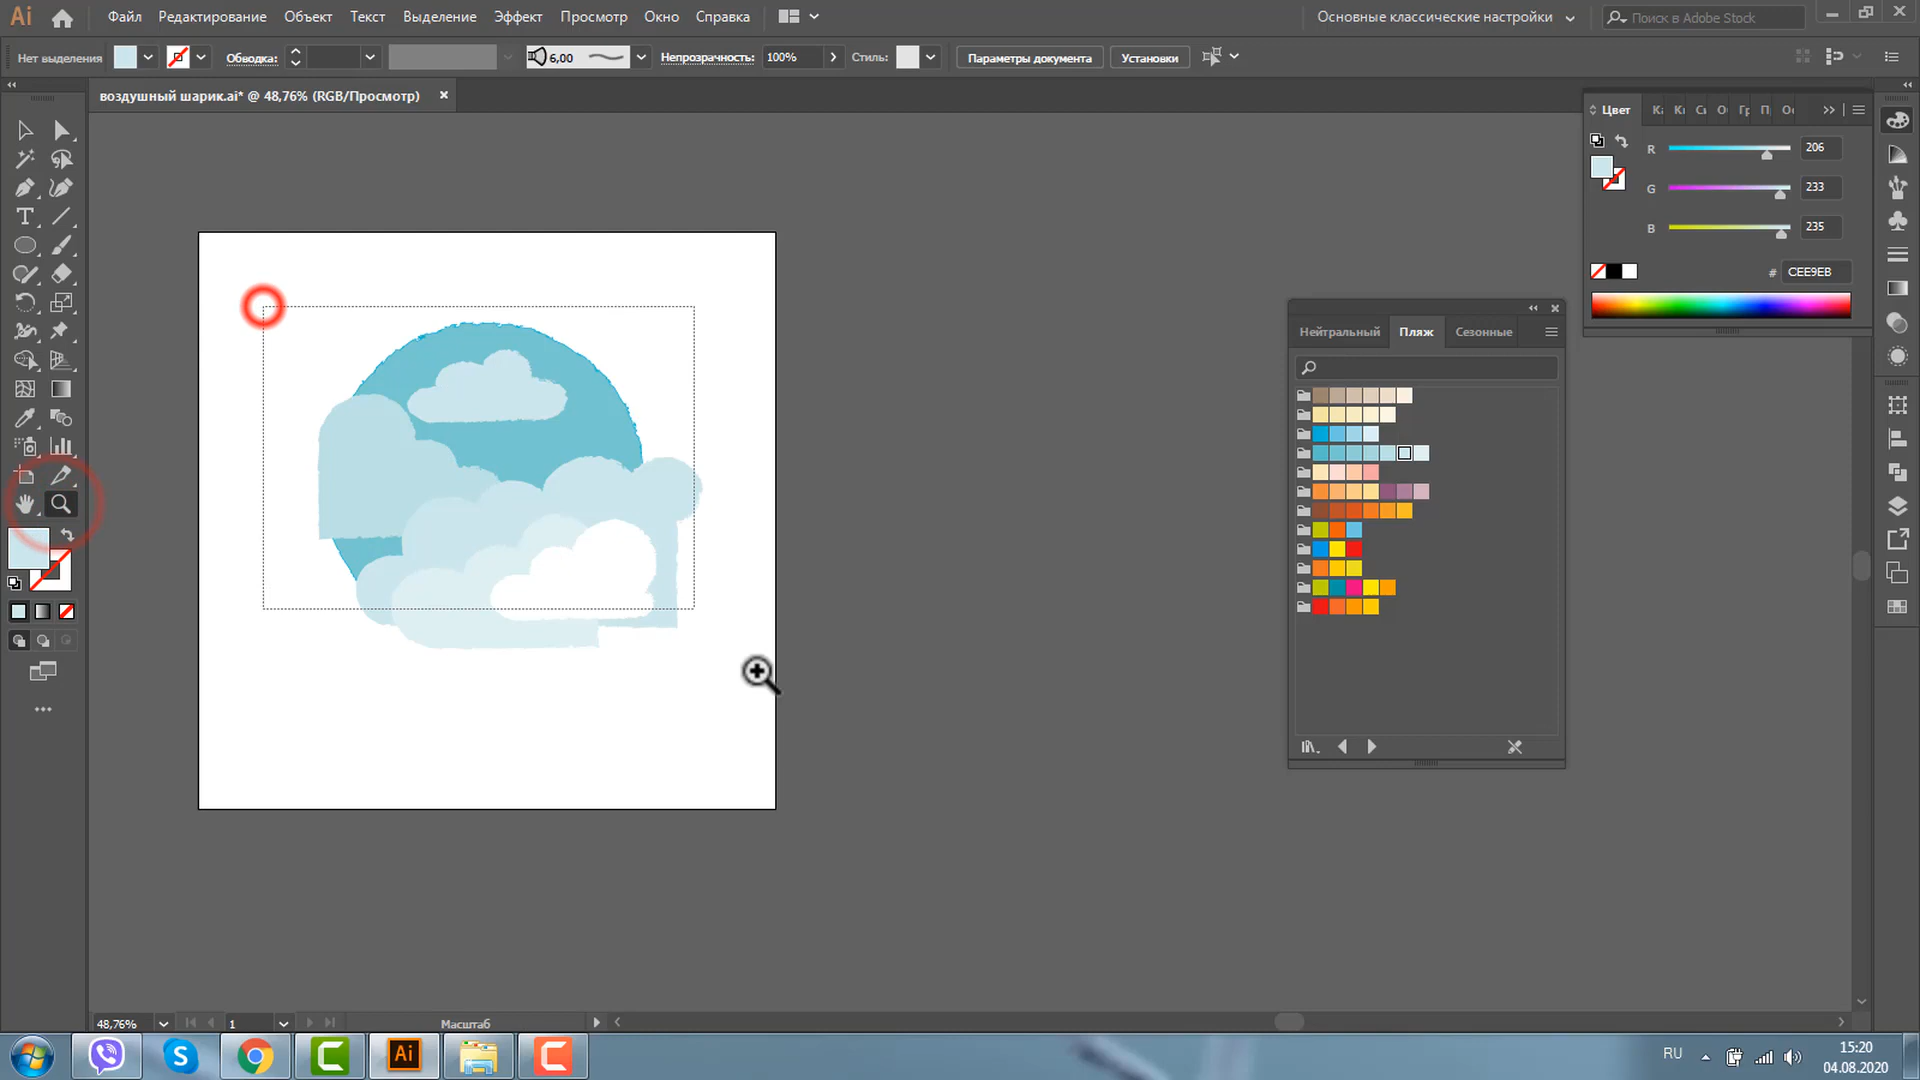 Ai Файл Редактирование Объект Текст Выделение Эффект Просмотр Окно Справка Основные классические настройки Поиск в Adobe Stock
Нет выделения Обводка: 6,00 Непрозрачность: 100% Стиль: Параметры документа Установки
воздушный шарик.ai* @ 48,76% (RGB/Просмотр)
Цвет
R 206
G 233
B 235
# CEE9EB
Нейтральный Пляж Сезонные
48,76% 1 Масштаб
Ai
RU
15:20
04.08.2020